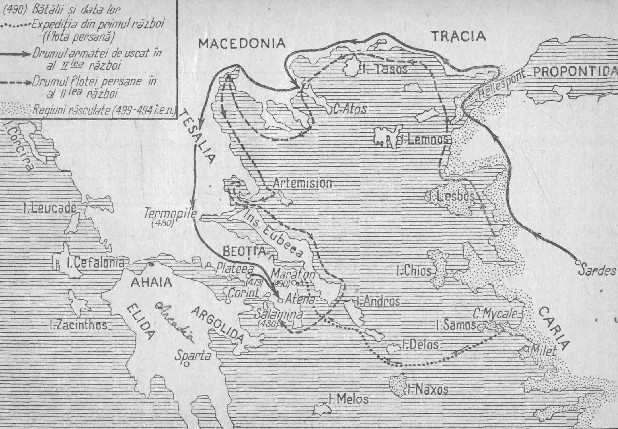 (490) Bătălii și data lor
Expediția din primul război
(flota persană)
Drumul armatei de uscat în
al II lea război
Drumul flotei persane în
al II lea război
Regiuni răsculate (499-494 î.e.n.)
MACEDONIA
TRACIA
PROPONTIDA
Hellespont
I. Tasos
C. Atos
I. Lemnos
TESALIA
Corcira
Artemision
I. Lesbos
I. Leucade
Termopile
(480)
Ins. Eubeea
Sardes
BEOȚIA
I. Cefalonia
Plateea
(479)
Maraton
(490)
I. Chios
AHAIA
Corint
Atena
I. Andros
Arcadia
ARGOLIDA
Salamina
(480)
C. Mycale
CARIA
I. Zacinthos
ELIDA
I. Samos
Milet
I. Delos
Sparta
I. Naxos
I. Melos